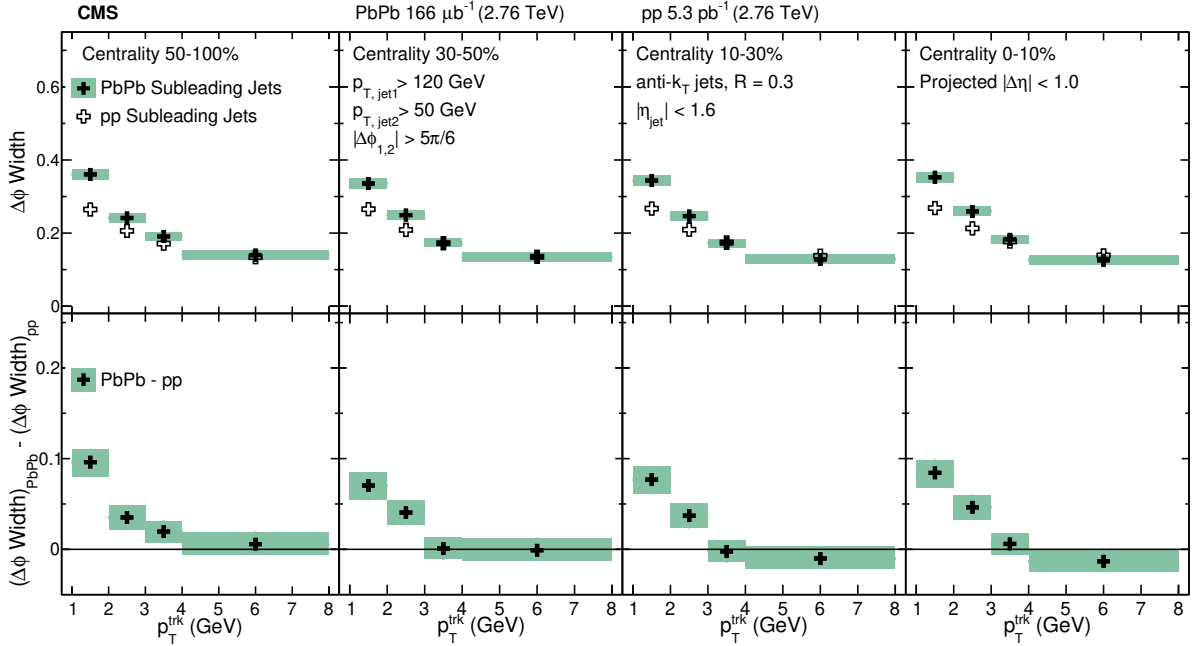 CMS PbPb 166 μb⁻¹ (2.76 TeV) pp 5.3 pb⁻¹ (2.76 TeV)
Centrality 50-100%
PbPb Subleading Jets
pp Subleading Jets
Centrality 30-50%
p_T, jet1 > 120 GeV
p_T, jet2 > 50 GeV
|Δϕ_1,2| > 5π/6
Centrality 10-30%
anti-k_T jets, R = 0.3
|η_jet| < 1.6
Centrality 0-10%
Projected |Δη| < 1.0
Δϕ Width
0.6
0.4
0.2
0
PbPb - pp
(Δϕ Width)_PbPb - (Δϕ Width)_pp
0.2
0.1
0
1 2 3 4 5 6 7 8
1 2 3 4 5 6 7 8
1 2 3 4 5 6 7 8
1 2 3 4 5 6 7 8
p_T^trk (GeV)
p_T^trk (GeV)
p_T^trk (GeV)
p_T^trk (GeV)